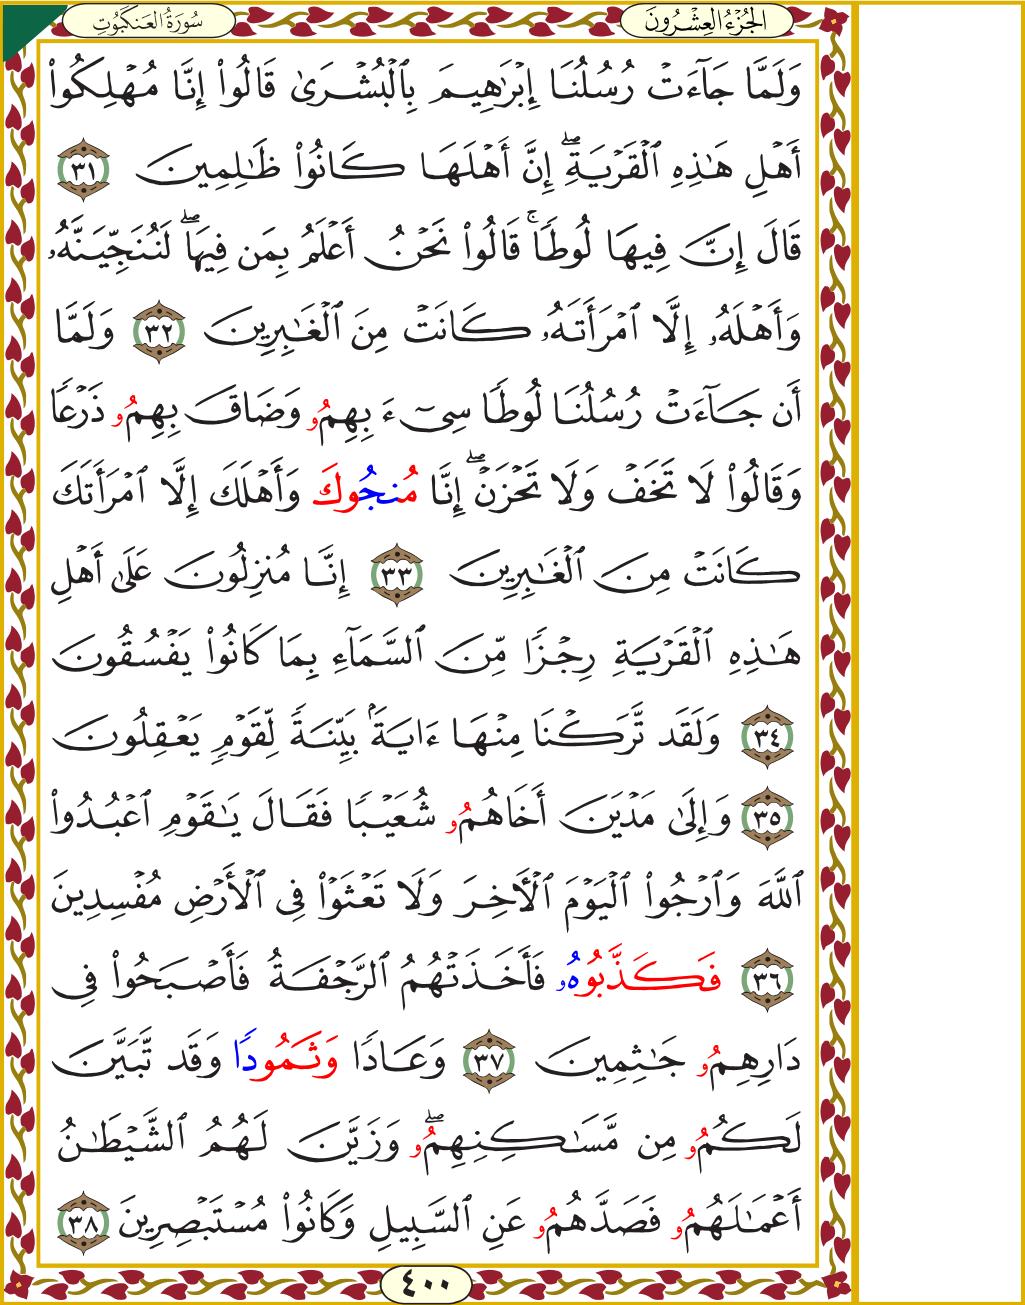 سُورَةُ العَنكَبُوتِ
الجُزْءُ العِشْرُونَ
وَلَمَّا جَآءَتْ رُسُلُنَا إِبْرَٰهِيمَ بِٱلْبُشْرَىٰ قَالُوٓا۟ إِنَّا مُهْلِكُوا۟
أَهْلِ هَٰذِهِ ٱلْقَرْيَةِۖ إِنَّ أَهْلَهَا كَانُوا۟ ظَٰلِمِينَ ٣١
قَالَ إِنَّ فِيهَا لُوطًاۚ قَالُوا۟ نَحْنُ أَعْلَمُ بِمَن فِيهَاۖ لَنُنَجِّيَنَّهُۥ
وَأَهْلَهُۥ إِلَّا ٱمْرَأَتَهُۥ كَانَتْ مِنَ ٱلْغَٰبِرِينَ ٣٢ وَلَمَّا
أَن جَآءَتْ رُسُلُنَا لُوطًا سِىٓءَ بِهِمُۥ وَضَاقَ بِهِمُۥ ذَرْعًا
وَقَالُوا۟ لَا تَخَفْ وَلَا تَحْزَنْۖ إِنَّا مُنجُوكَ وَأَهْلَكَ إِلَّا ٱمْرَأَتَكَ
كَانَتْ مِنَ ٱلْغَٰبِرِينَ ٣٣ إِنَّا مُنزِلُونَ عَلَىٰ أَهْلِ
هَٰذِهِ ٱلْقَرْيَةِ رِجْزًا مِّنَ ٱلسَّمَآءِ بِمَا كَانُوا۟ يَفْسُقُونَ
٣٤ وَلَقَد تَّرَكْنَا مِنْهَا ءَايَةًۢ بَيِّنَةً لِّقَوْمٍ يَعْقِلُونَ
٣٥ وَإِلَىٰ مَدْيَنَ أَخَاهُمُۥ شُعَيْبًا فَقَالَ يَٰقَوْمِ ٱعْبُدُوا۟
ٱللَّهَ وَٱرْجُوا۟ ٱلْيَوْمَ ٱلْأَخِرَ وَلَا تَعْثَوْا۟ فِى ٱلْأَرْضِ مُفْسِدِينَ
٣٦ فَكَذَّبُوهُۥ فَأَخَذَتْهُمُ ٱلرَّجْفَةُ فَأَصْبَحُوا۟ فِى
دَارِهِمُۥ جَٰثِمِينَ ٣٧ وَعَادًا وَثَمُودًا وَقَد تَّبَيَّنَ
لَكُمُۥ مِن مَّسَٰكِنِهِمُۥۖ وَزَيَّنَ لَهُمُ ٱلشَّيْطَٰنُ
أَعْمَٰلَهُمُۥ فَصَدَّهُمُۥ عَنِ ٱلسَّبِيلِ وَكَانُوا۟ مُسْتَبْصِرِينَ ٣٨
٤٠٠